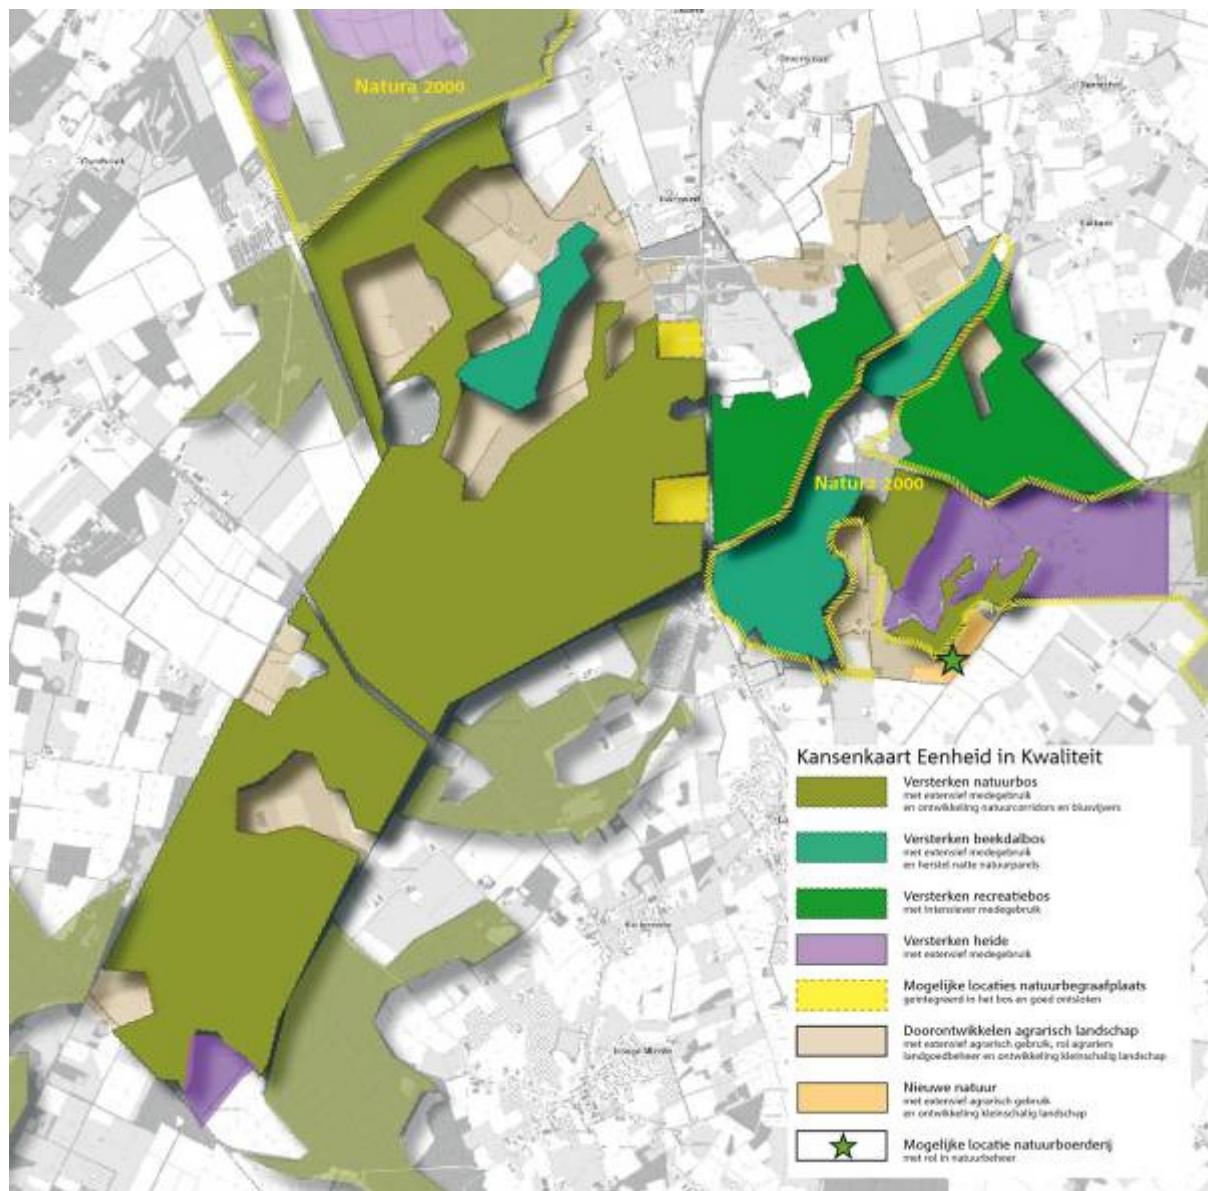 Natura 2000
Natura 2000
Kansenkaart Eenheid in Kwaliteit
Versterken natuurbos
met extensief medegebruik
en ontwikkeling natuurcorridors en blusvijvers
Versterken beekdalbos
met extensief medegebruik
en herstel natte natuurparels
Versterken recreatiebos
met intensiever medegebruik
Versterken heide
met extensief medegebruik
Mogelijke locaties natuurbegraafplaats
geïntegreerd in het bos en goed ontsloten
Doorontwikkelen agrarisch landschap
met extensief agrarisch gebruik, rol agrariërs
landgoedbeheer en ontwikkeling kleinschalig landschap
Nieuwe natuur
met extensief agrarisch gebruik
en ontwikkeling kleinschalig landschap
Mogelijke locatie natuurboerderij
met rol in natuurbeheer